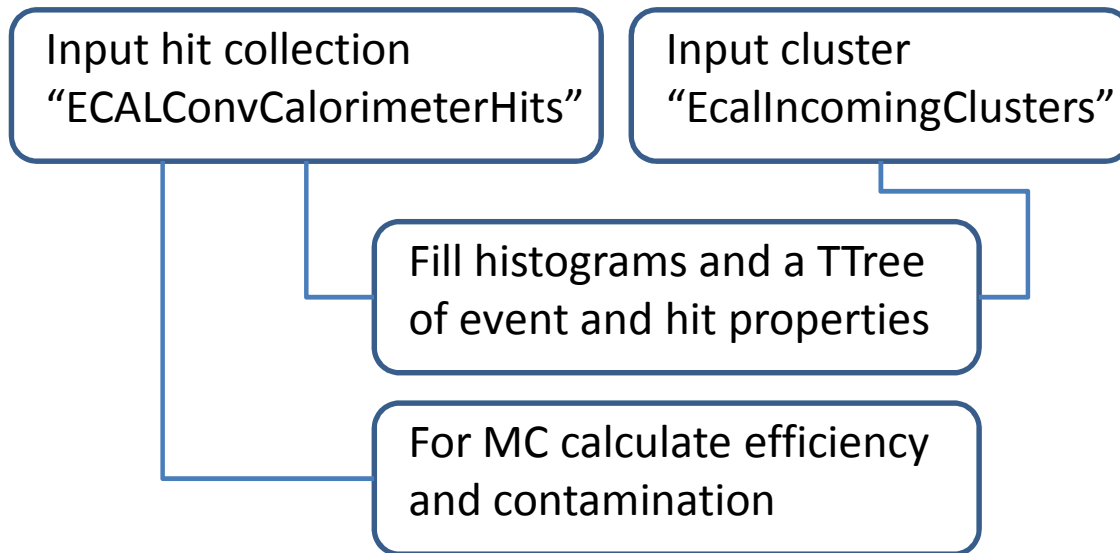 Input hit collection
“ECALConvCalorimeterHits”
Input cluster
“EcalIncomingClusters”
Fill histograms and a TTree
of event and hit properties
For MC calculate efficiency
and contamination